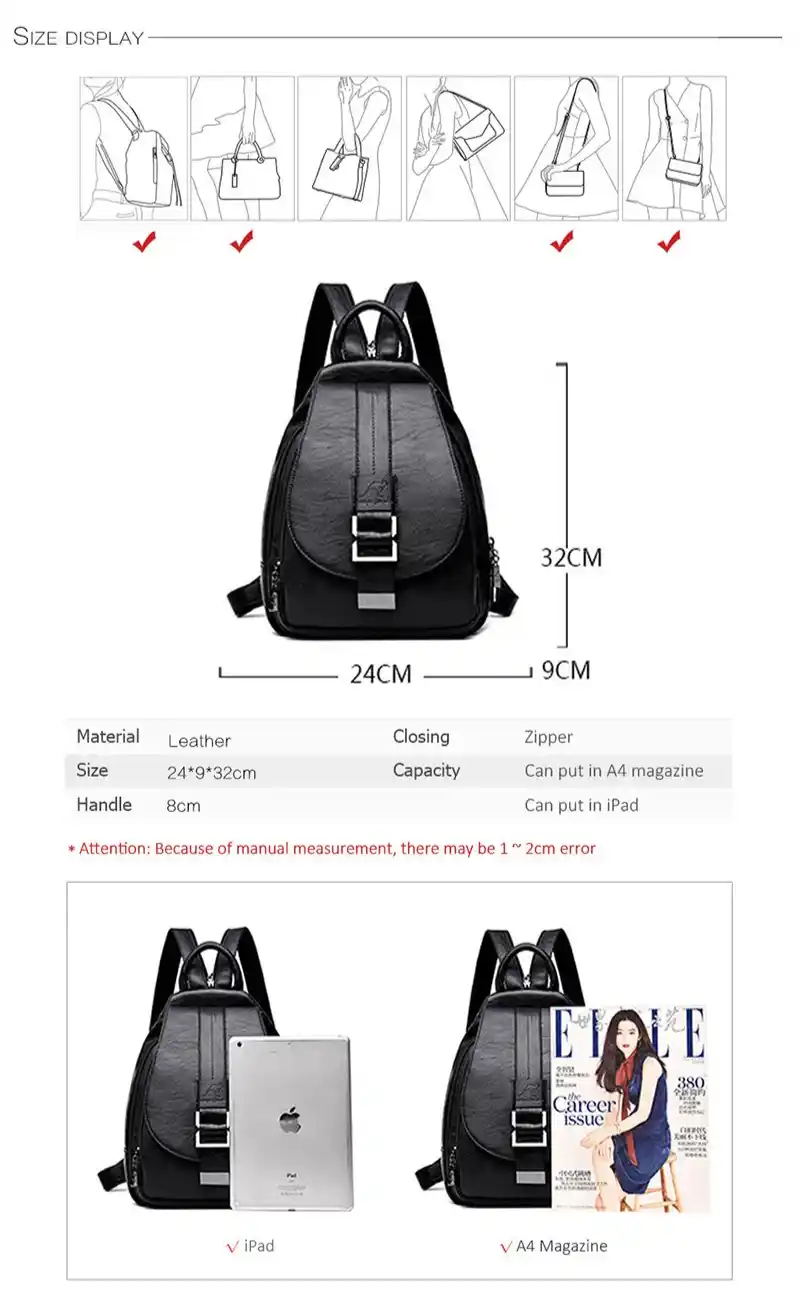 SIZE DISPLAY
32CM
24CM
9CM
Material Leather Closing Zipper
Size 24*9*32cm Capacity Can put in A4 magazine
Handle 8cm Can put in iPad
* Attention: Because of manual measurement, there may be 1 ~ 2cm error
iPad
ELLE
380
the
Career
issue
√ iPad
√ A4 Magazine